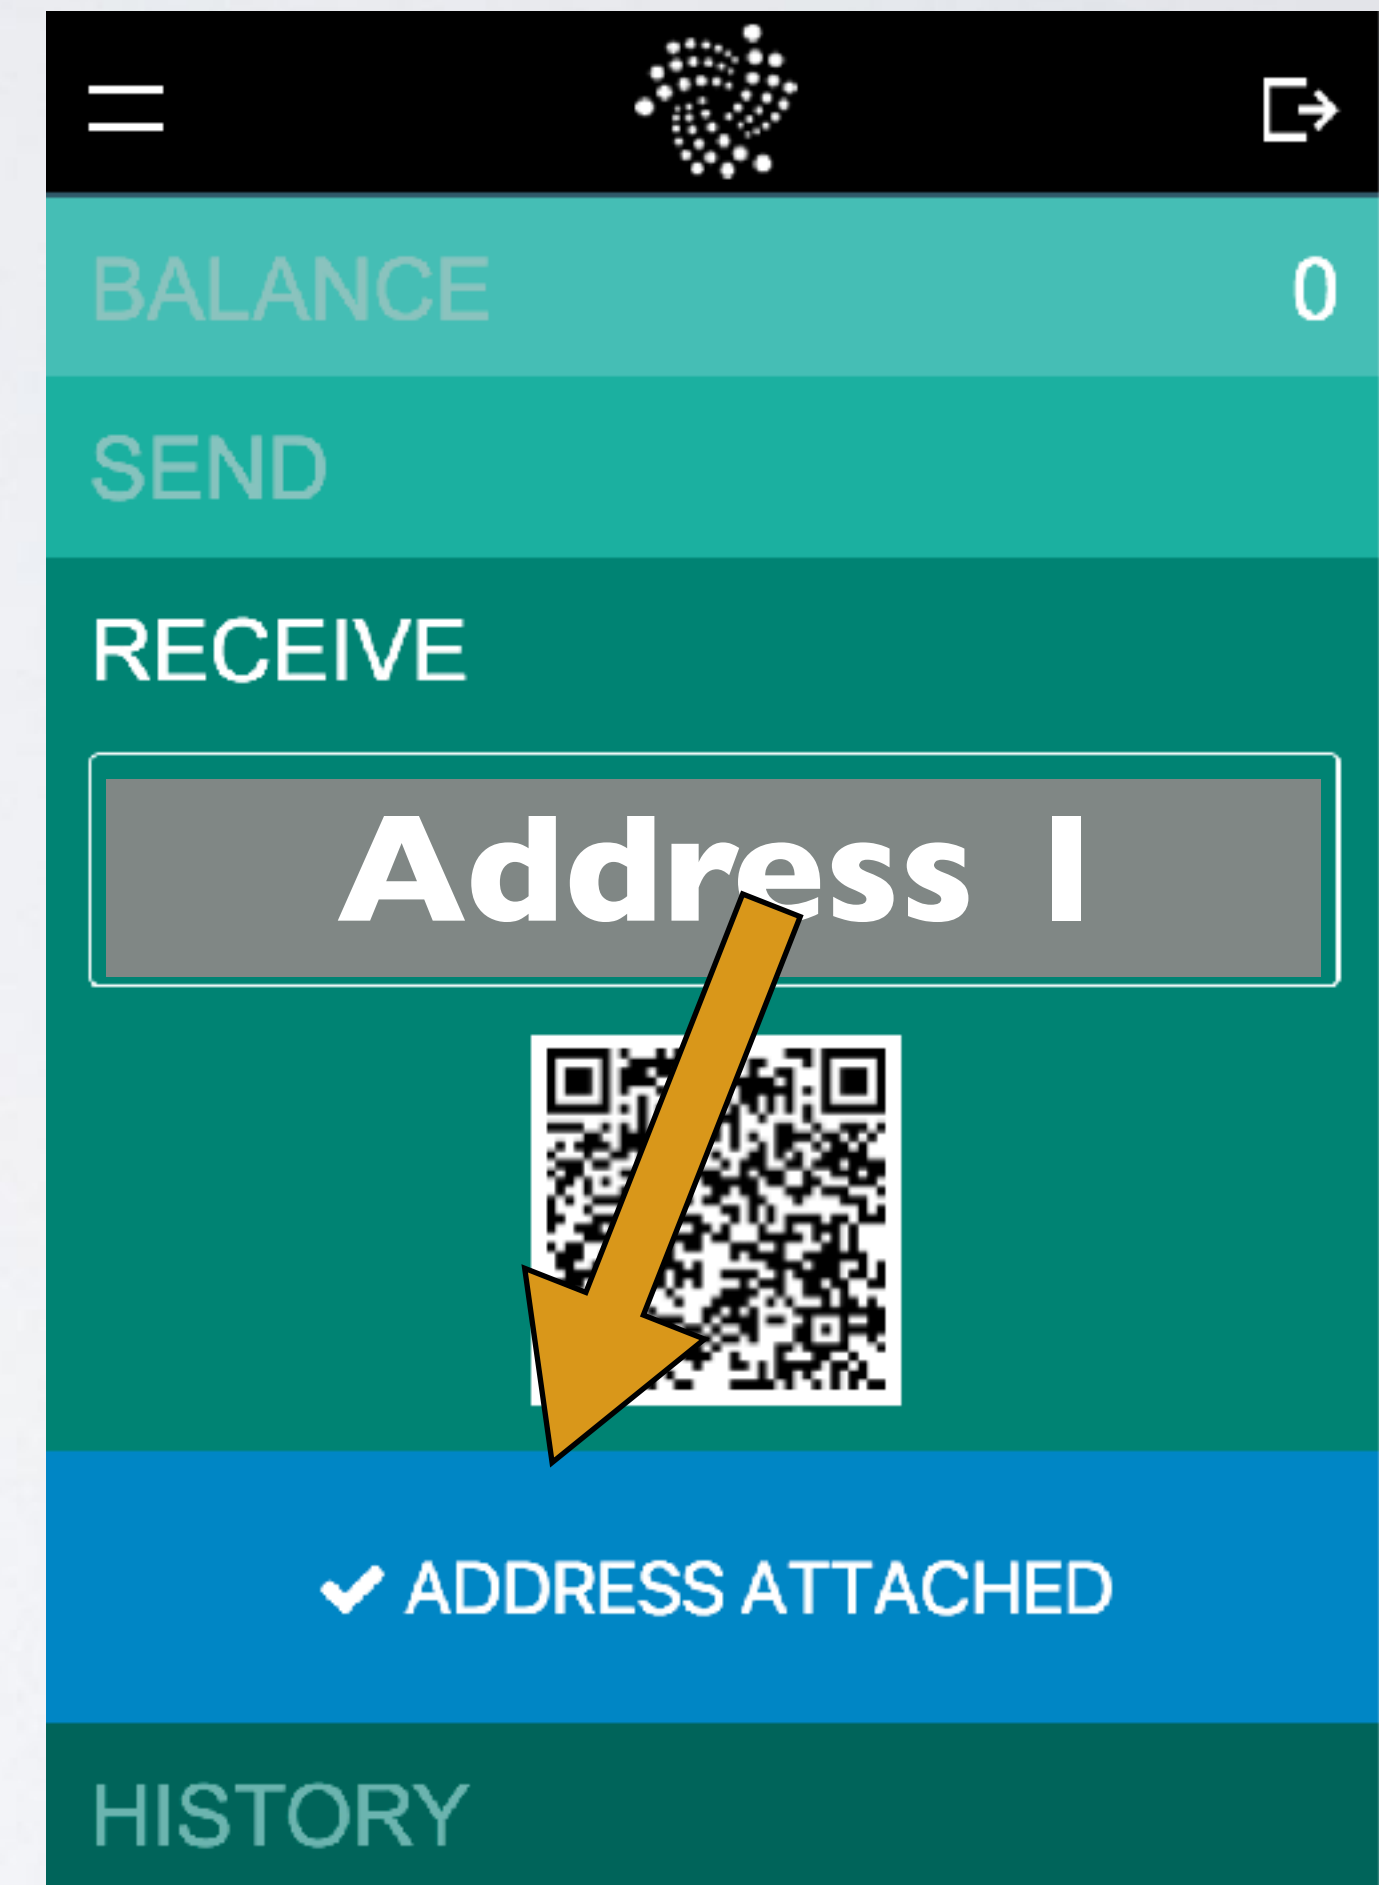 BALANCE 0
SEND
RECEIVE
Address 1
ADDRESS ATTACHED
HISTORY